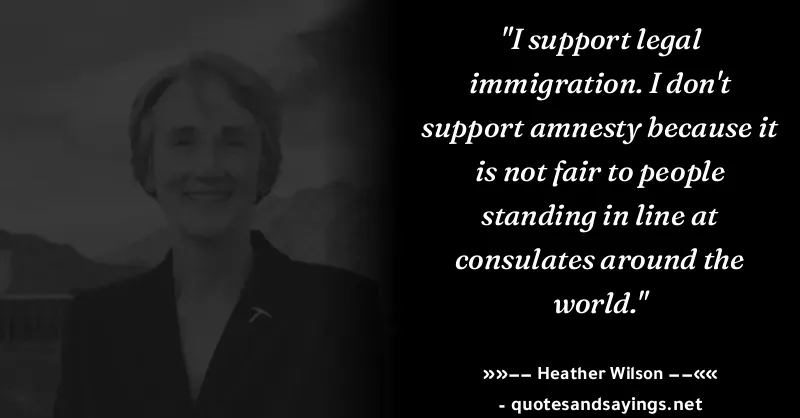 "I support legal
immigration. I don't
support amnesty because it
is not fair to people
standing in line at
consulates around the
world."
»»–– Heather Wilson ––««
- quotesandsayings.net